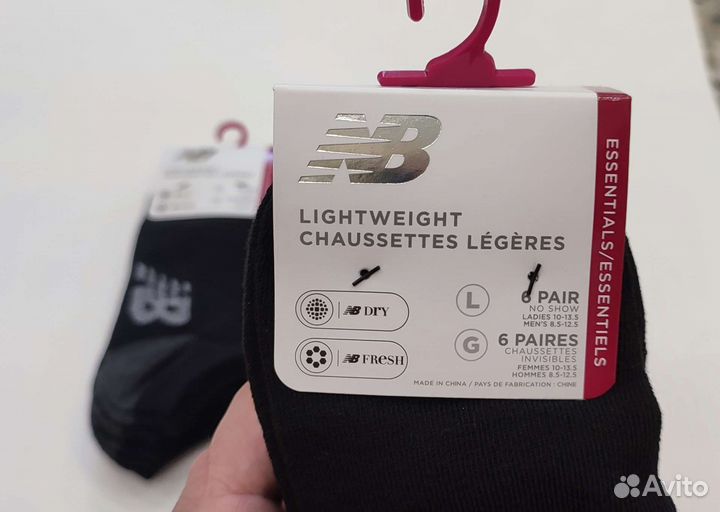 NB
LIGHTWEIGHT
CHAUSSETTES LÉGÈRES
NB DRY
NB FRESH
L
6 PAIR
NO SHOW
LADIES 10-13.5
MEN'S 8.5-12.5
G
6 PAIRES
CHAUSSETTES
INVISIBLES
FEMMES 10-13.5
HOMMES 8.5-12.5
MADE IN CHINA / PAYS DE FABRICATION : CHINE
ESSENTIALS/ESSENTIELS
NB
NB
Avito